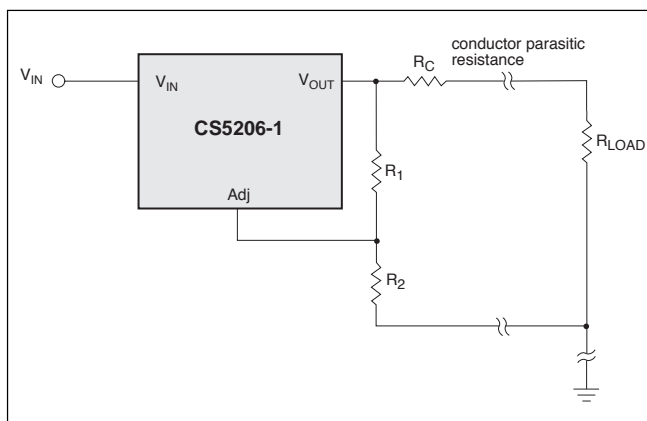 conductor parasitic
resistance
R_C
V_IN
V_IN
V_OUT
CS5206-1
R_LOAD
R_1
Adj
R_2